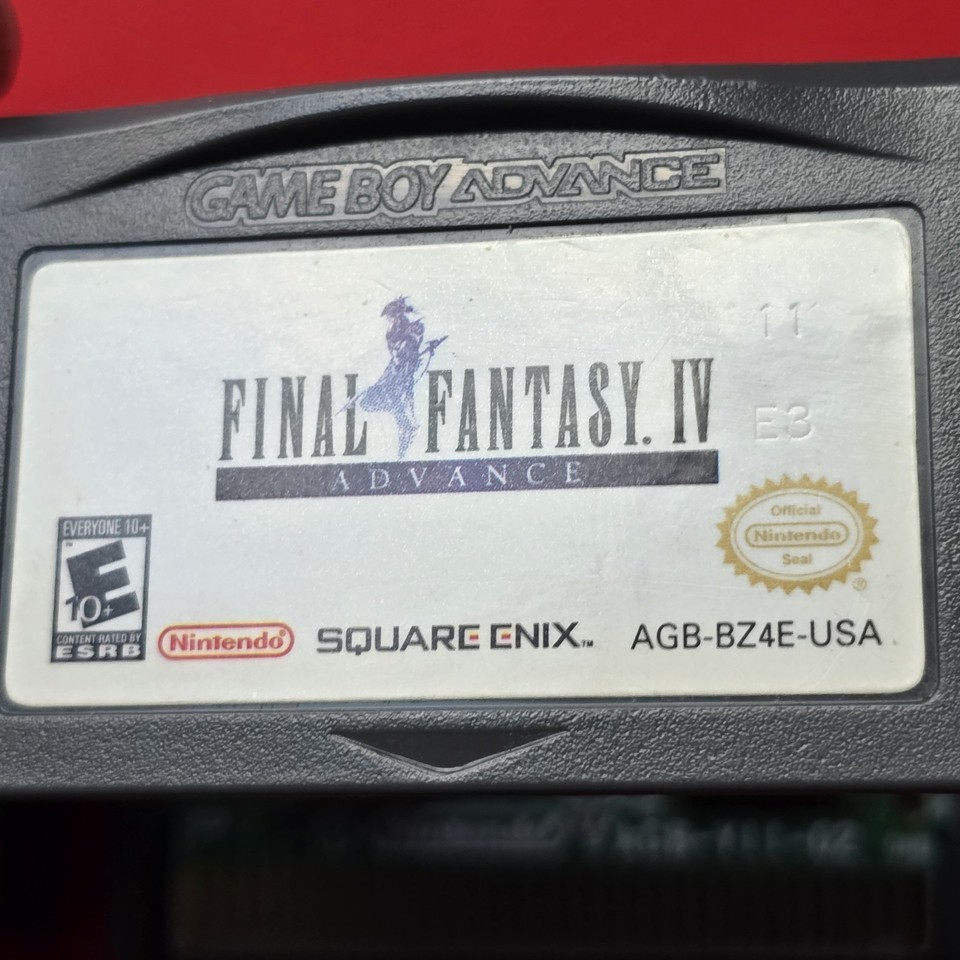 GAME BOY ADVANCE
11
FINAL FANTASY. IV
E3
ADVANCE
EVERYONE 10+
E
10+
CONTENT RATED BY
ESRB
Official
Nintendo
Seal
®
Nintendo®
SQUARE ENIX™
AGB-BZ4E-USA